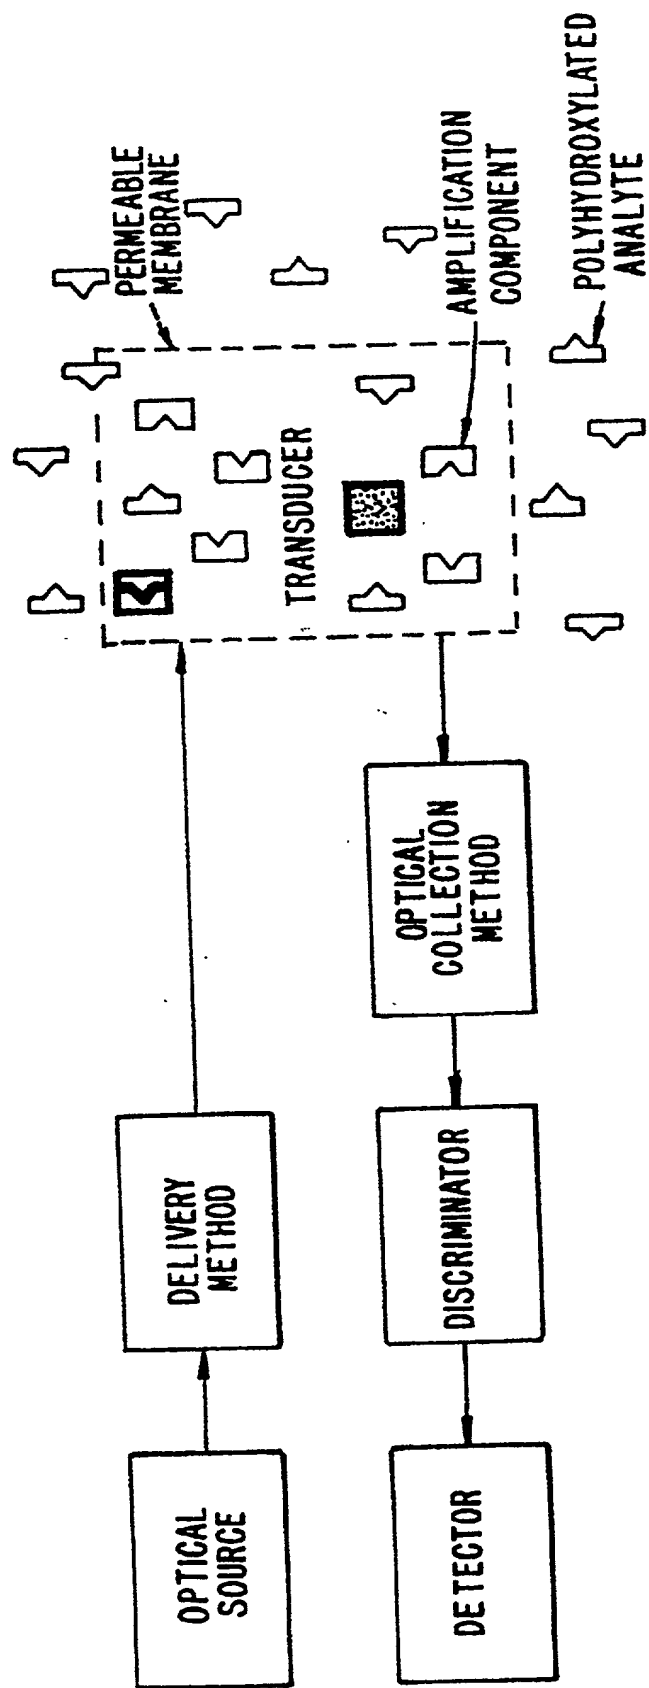 OPTICAL
SOURCE
DELIVERY
METHOD
TRANSDUCER
PERMEABLE
MEMBRANE
AMPLIFICATION
COMPONENT
POLYHYDROXYLATED
ANALYTE
OPTICAL
COLLECTION
METHOD
DISCRIMINATOR
DETECTOR